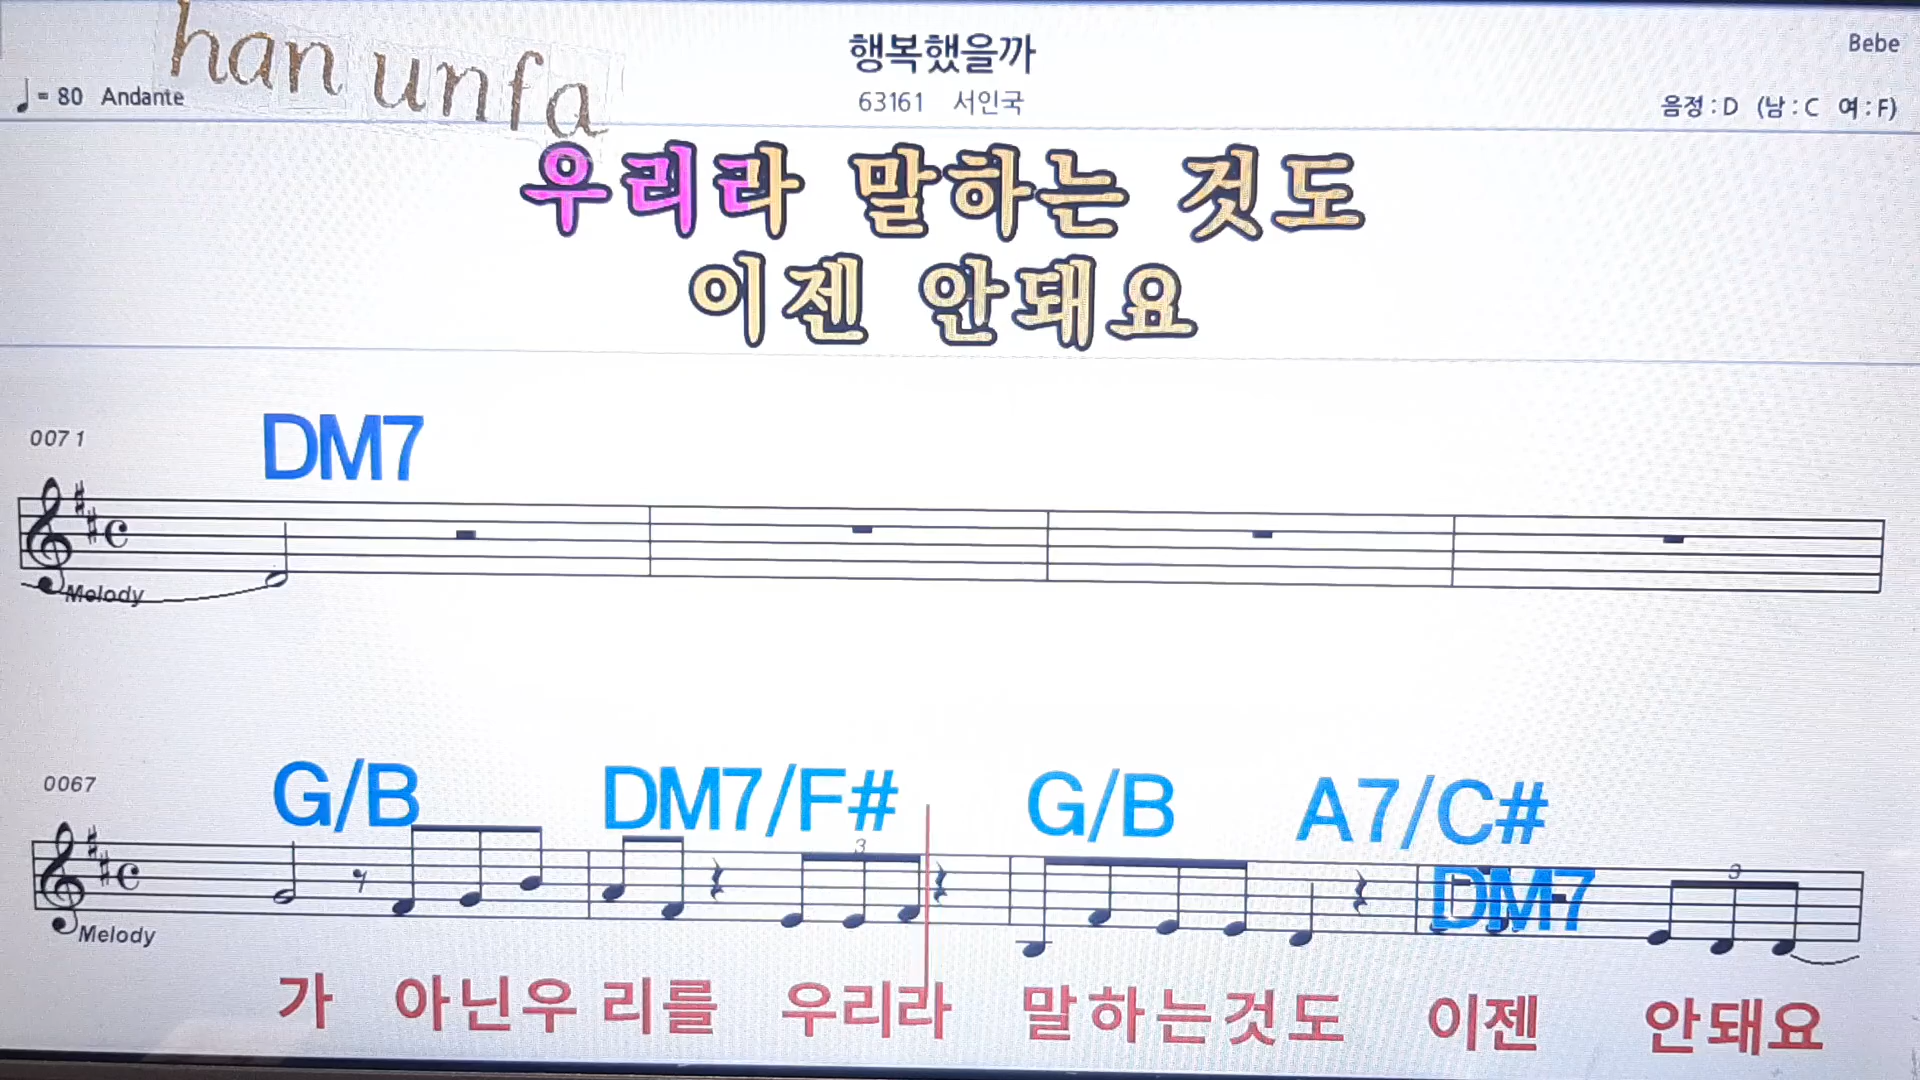 han unfa
행복했을까
Bebe
♩= 80 Andante
63161 서인국
음정 : D (남 : C 여 : F)
우리라 말하는 것도
이젠 안돼요
0071
DM7
Melody
0067
G/B DM7/F# G/B A7/C#
3
3
DM7
Melody
가 아닌우 리를 우리라 말하는것도 이젠 안돼요